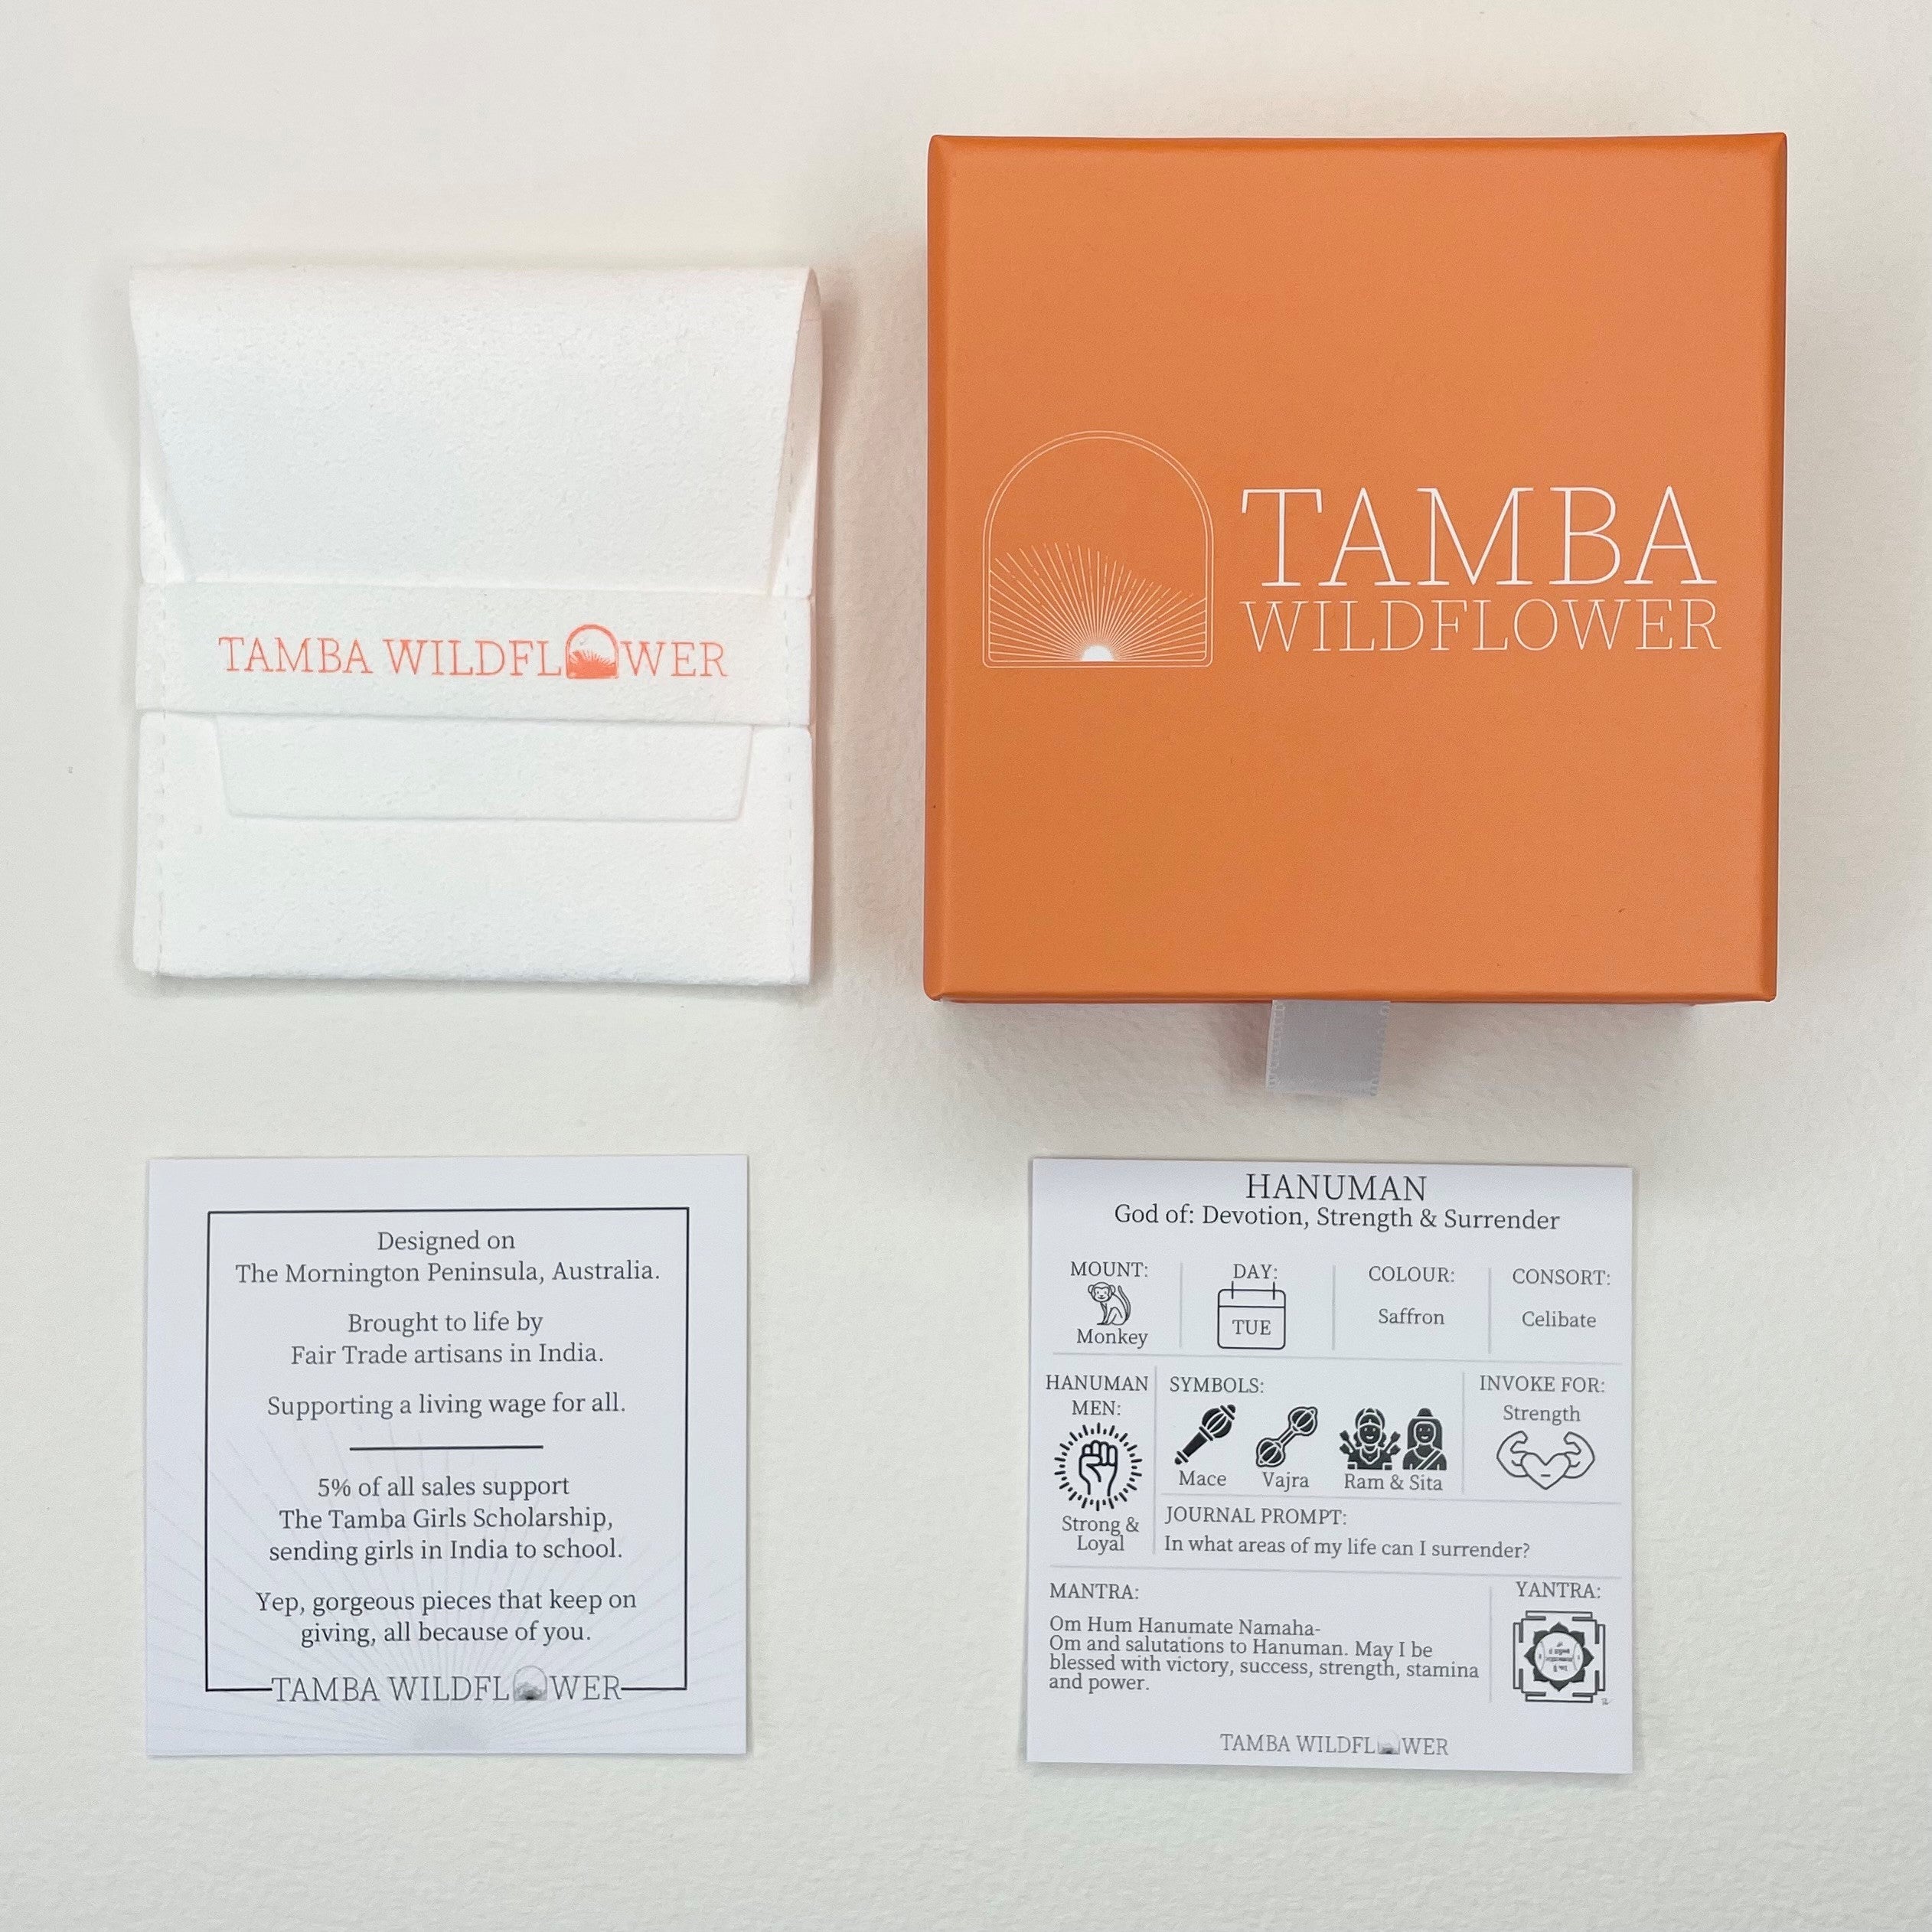 TAMBA WILDFLOWER
TAMBA
WILDFLOWER
Designed on
The Mornington Peninsula, Australia.
Brought to life by
Fair Trade artisans in India.
Supporting a living wage for all.
5% of all sales support
The Tamba Girls Scholarship,
sending girls in India to school.
Yep, gorgeous pieces that keep on
giving, all because of you.
TAMBA WILDFLOWER
HANUMAN
God of: Devotion, Strength & Surrender
MOUNT:
Monkey
DAY:
TUE
COLOUR:
Saffron
CONSORT:
Celibate
HANUMAN
MEN:
Strong &
Loyal
SYMBOLS:
Mace
Vajra
Ram & Sita
INVOKE FOR:
Strength
JOURNAL PROMPT:
In what areas of my life can I surrender?
MANTRA:
Om Hum Hanumate Namaha-
Om and salutations to Hanuman. May I be
blessed with victory, success, strength, stamina
and power.
YANTRA:
TAMBA WILDFLOWER